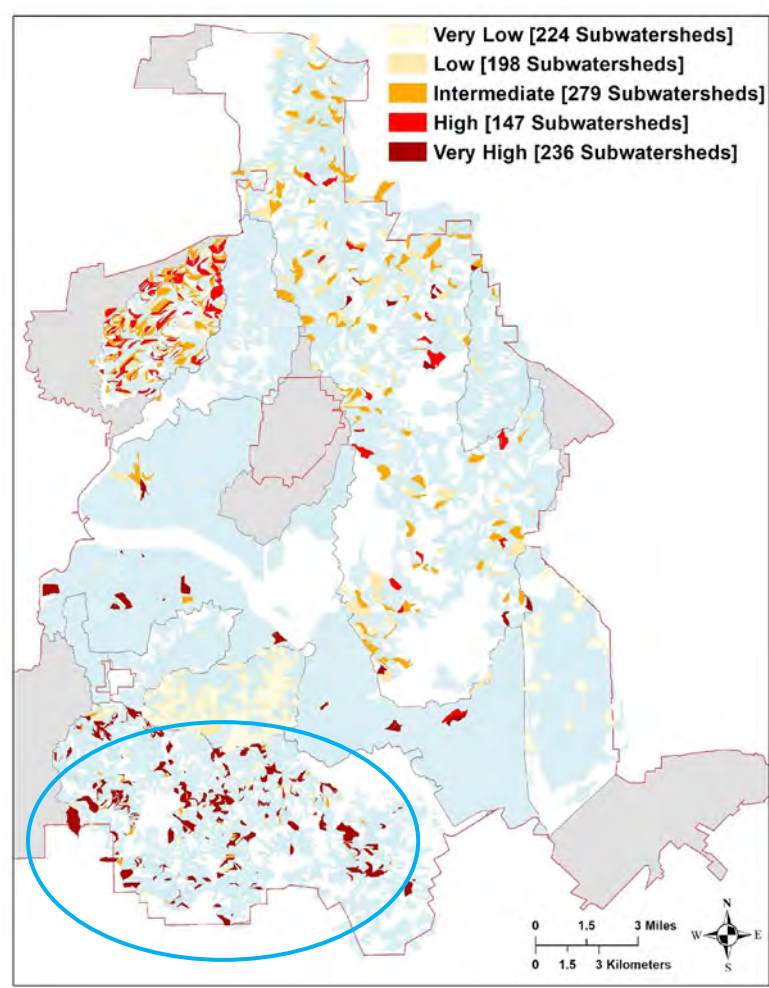 Very Low [224 Subwatersheds]
Low [198 Subwatersheds]
Intermediate [279 Subwatersheds]
High [147 Subwatersheds]
Very High [236 Subwatersheds]
0 1.5 3 Miles
0 1.5 3 Kilometers
N
W E
S